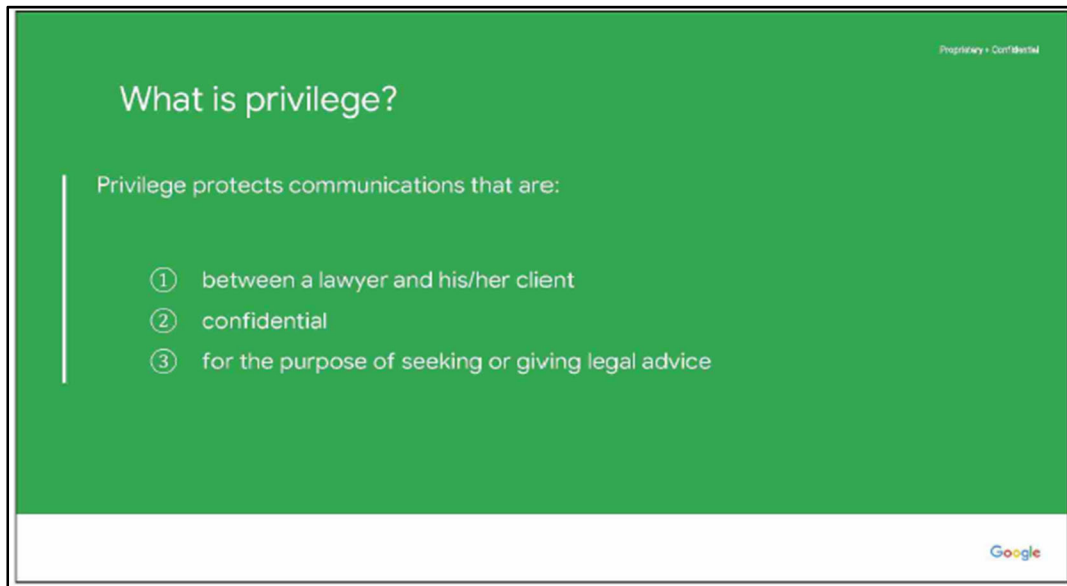 Proprietary + Confidential
What is privilege?
Privilege protects communications that are:
① between a lawyer and his/her client
② confidential
③ for the purpose of seeking or giving legal advice
Google